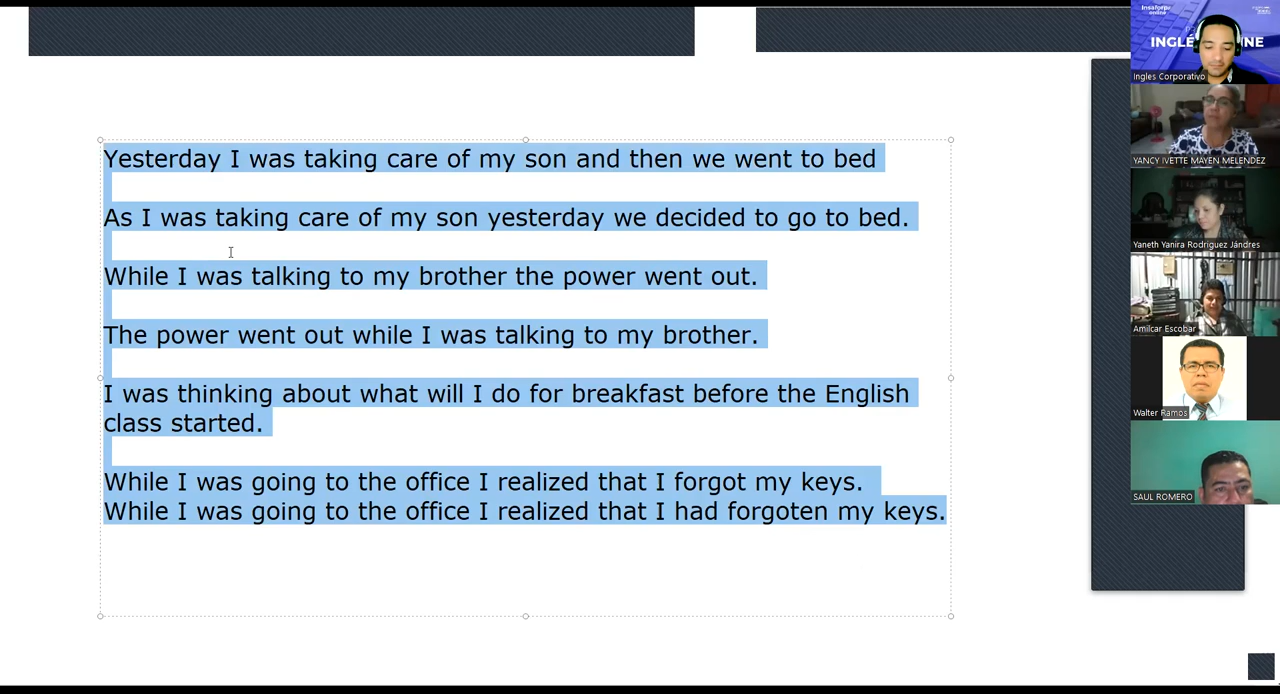 Yesterday I was taking care of my son and then we went to bed
As I was taking care of my son yesterday we decided to go to bed.
While I was talking to my brother the power went out.
The power went out while I was talking to my brother.
I was thinking about what will I do for breakfast before the English
class started.
While I was going to the office I realized that I forgot my keys.
While I was going to the office I realized that I had forgoten my keys.
Insaforp
online
Ingles Corporativo
YANCY IVETTE MAYEN MELENDEZ
Yaneth Yanira Rodriguez Jándres
Amilcar Escobar
Walter Ramos
SAUL ROMERO